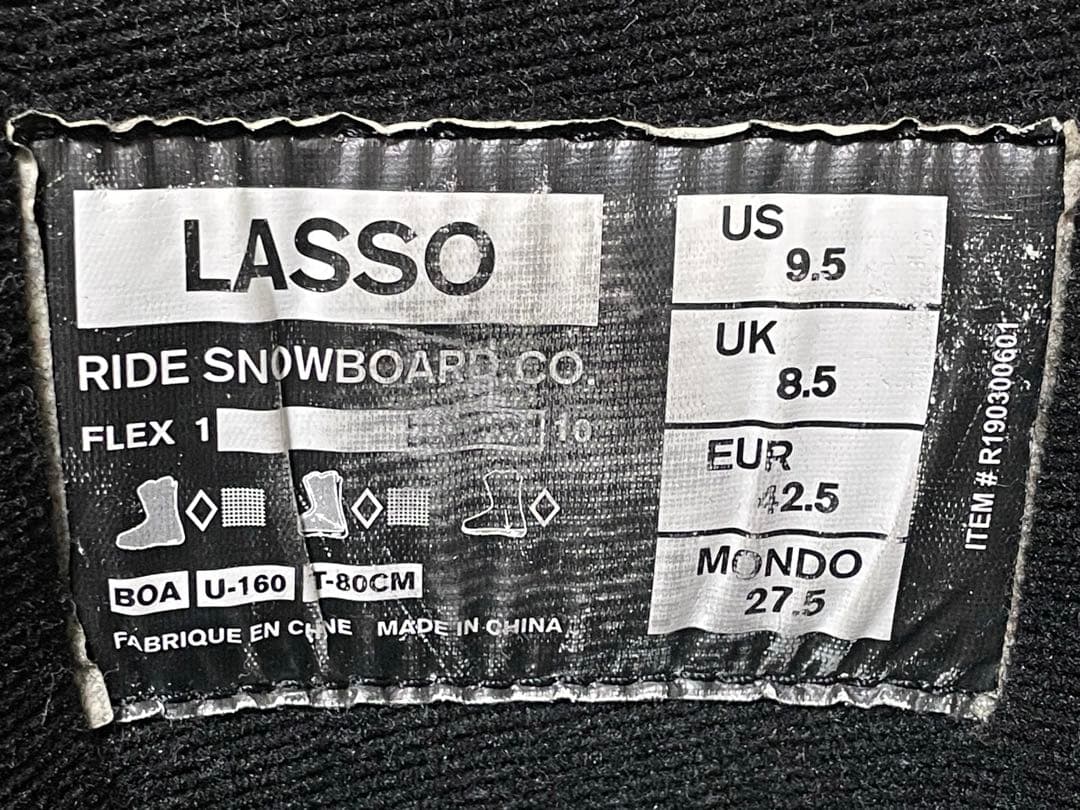 LASSO
RIDE SNOWBOARD CO.
FLEX 1 10
BOA U-160 T-80CM
FABRIQUE EN CHINE MADE IN CHINA
US
9.5
UK
8.5
EUR
42.5
MONDO
27.5
ITEM # R190300601